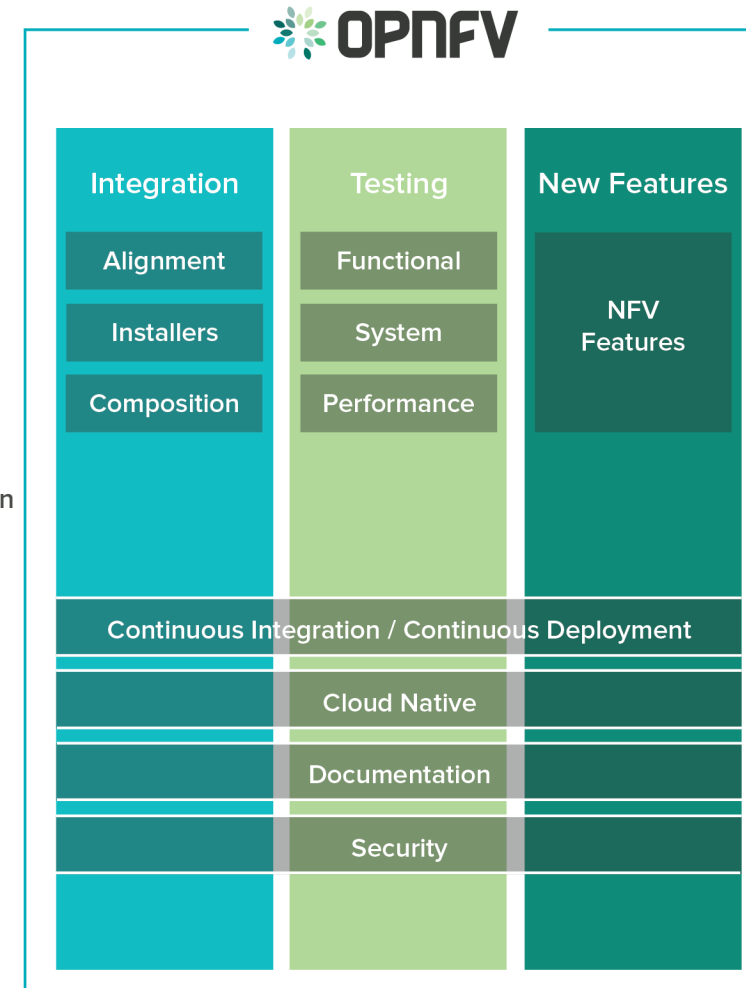 OPNFV
Integration
Alignment
Installers
Composition
Testing
Functional
System
Performance
New Features
NFV
Features
n
Continuous Integration / Continuous Deployment
Cloud Native
Documentation
Security